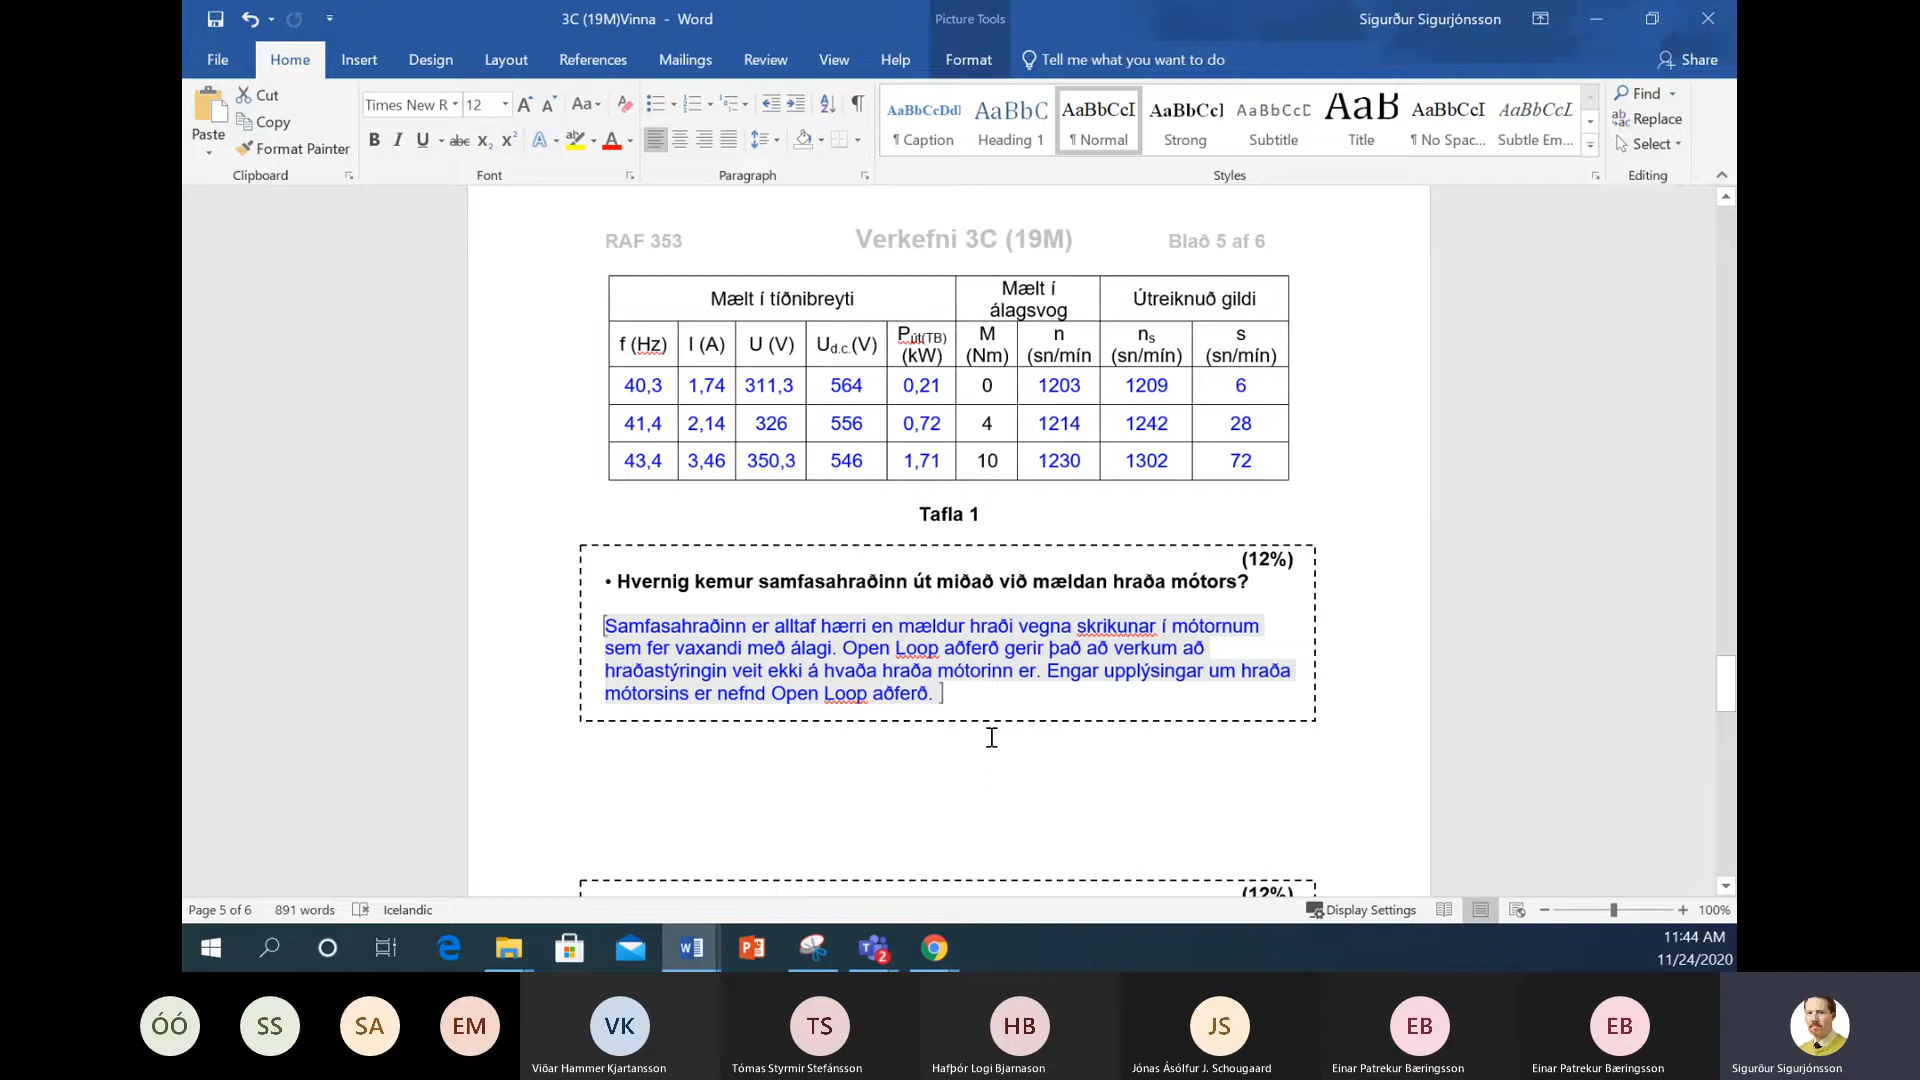 3C (19M)Vinna - Word
Picture Tools
Sigurður Sigurjónsson
File Home Insert Design Layout References Mailings Review View Help Format Tell me what you want to do Share
Paste
Cut
Copy
Format Painter
Clipboard
Times New R 12
Font
Paragraph
AaBbCcDd AaBbC AaBbCcI AaBbCcI AaBbCcD AaB AaBbCcI AaBbCcI
¶ Caption Heading 1 ¶ Normal Strong Subtitle Title ¶ No Spac... Subtle Em...
Styles
Find
Replace
Select
Editing
RAF 353 Verkefni 3C (19M) Blað 5 af 6
Mælt í tíðnibreyti Mælt í álagsvog Útreiknuð gildi
f (Hz) I (A) U (V) Ud.c.(V) Pút(TB) (kW) M (Nm) n (sn/mín ns (sn/mín) s (sn/mín)
40,3 1,74 311,3 564 0,21 0 1203 1209 6
41,4 2,14 326 556 0,72 4 1214 1242 28
43,4 3,46 350,3 546 1,71 10 1230 1302 72
Tafla 1
(12%)
• Hvernig kemur samfasahraðinn út miðað við mældan hraða mótors?
Samfasahraðinn er alltaf hærri en mældur hraði vegna skrikunar í mótornum
sem fer vaxandi með álagi. Open Loop aðferð gerir það að verkum að
hraðastýringin veit ekki á hvaða hraða mótorinn er. Engar upplýsingar um hraða
mótorsins er nefnd Open Loop aðferð.
(12%)
Page 5 of 6 891 words Icelandic Display Settings 100%
11:44 AM
11/24/2020
ÓÓ SS SA EM VK TS HB JS EB EB
Viðar Hammer Kjartansson Tómas Styrmir Stefánsson Hafþór Logi Bjarnason Jónas Ásólfur J. Schougaard Einar Patrekur Bæringsson Einar Patrekur Bæringsson Sigurður Sigurjónsson